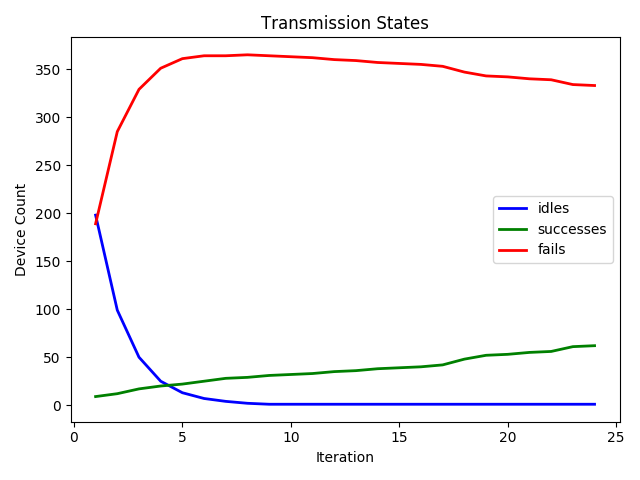 Transmission States
Device Count
350
300
250
200
150
100
50
0
idles
successes
fails
0 5 10 15 20 25
Iteration